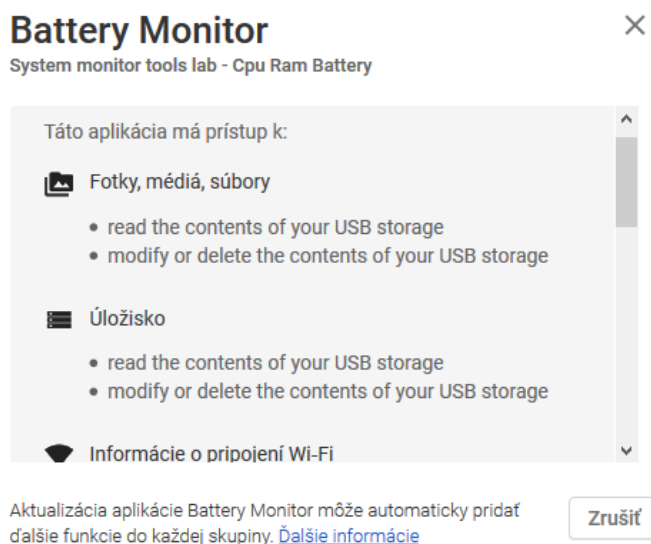 Battery Monitor
System monitor tools lab - Cpu Ram Battery
Táto aplikácia má prístup k:
Fotky, médiá, súbory
• read the contents of your USB storage
• modify or delete the contents of your USB storage
Úložisko
• read the contents of your USB storage
• modify or delete the contents of your USB storage
Informácie o pripojení Wi-Fi
Aktualizácia aplikácie Battery Monitor môže automaticky pridať
ďalšie funkcie do každej skupiny. Ďalšie informácie
Zrušiť